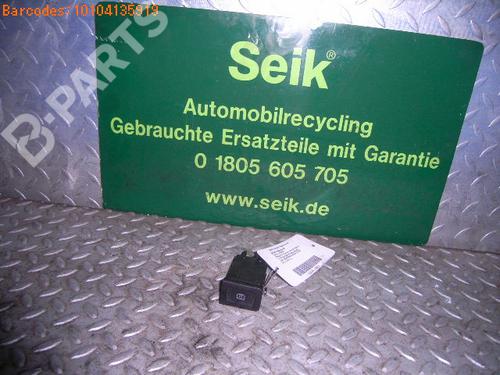 Barcodes:10104135919
B-PARTS
Seik®
Automobilrecycling
Gebrauchte Ersatzteile mit Garantie
0 1805 605 705
www.seik.de